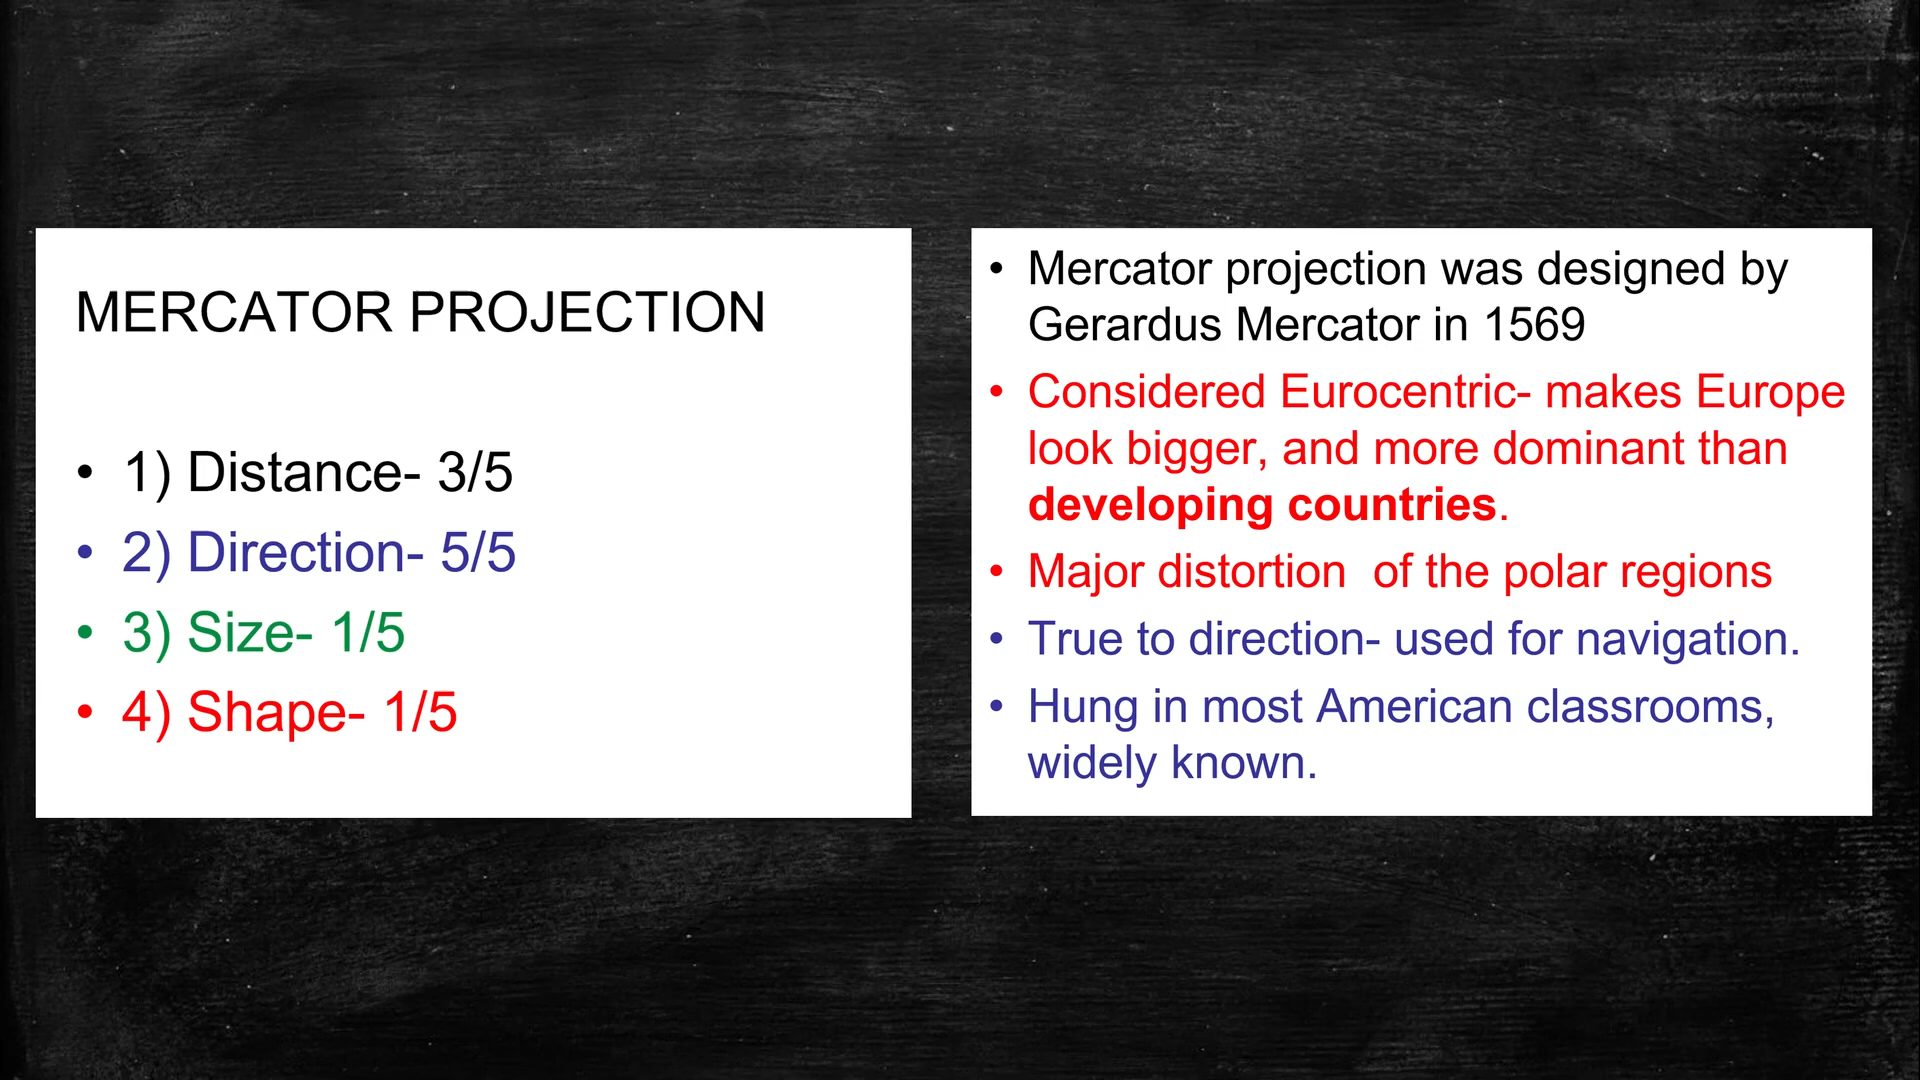 MERCATOR PROJECTION
• 1) Distance- 3/5
• 2) Direction- 5/5
• 3) Size- 1/5
• 4) Shape- 1/5
• Mercator projection was designed by
Gerardus Mercator in 1569
• Considered Eurocentric- makes Europe
look bigger, and more dominant than
developing countries.
• Major distortion  of the polar regions
• True to direction- used for navigation.
• Hung in most American classrooms,
widely known.